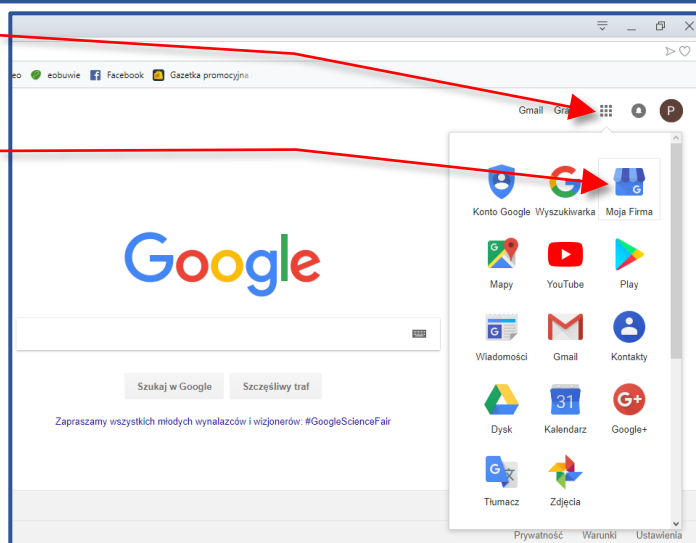 eo eobuwie Facebook Gazetka promocyjna
Gmail
P
Konto Google Wyszukiwarka Moja Firma
Google
Mapy YouTube Play
Wiadomości Gmail Kontakty
Szukaj w Google Szczęśliwy traf
31 G+
Zapraszamy wszystkich młodych wynalazców i wizjonerów: #GoogleScienceFair
Dysk Kalendarz Google+
Tłumacz Zdjęcia
Prywatność Warunki Ustawienia